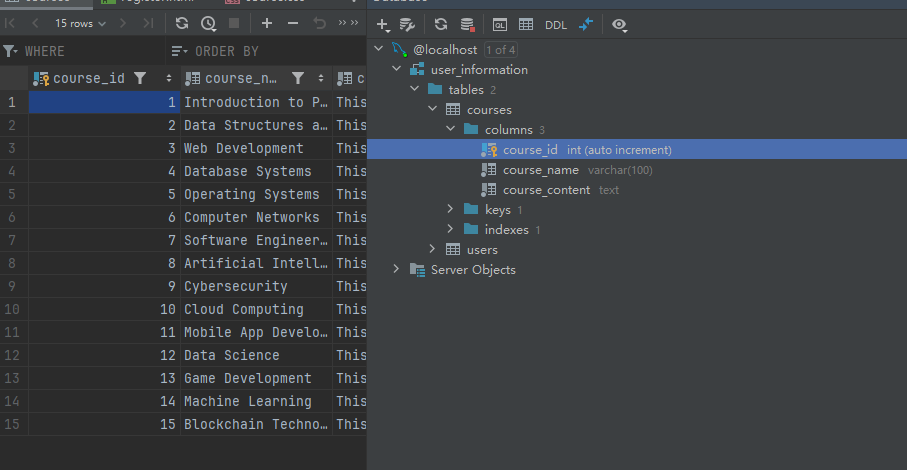 15 rows
WHERE
ORDER BY
course_id
course_n…
1 1 Introduction to P… This
2 2 Data Structures a… This
3 3 Web Development This
4 4 Database Systems This
5 5 Operating Systems This
6 6 Computer Networks This
7 7 Software Engineer… This
8 8 Artificial Intell… This
9 9 Cybersecurity This
10 10 Cloud Computing This
11 11 Mobile App Develo… This
12 12 Data Science This
13 13 Game Development This
14 14 Machine Learning This
15 15 Blockchain Techno… This
QL
DDL
@localhost 1 of 4
user_information
tables 2
courses
columns 3
course_id int (auto increment)
course_name varchar(100)
course_content text
keys 1
indexes 1
users
Server Objects